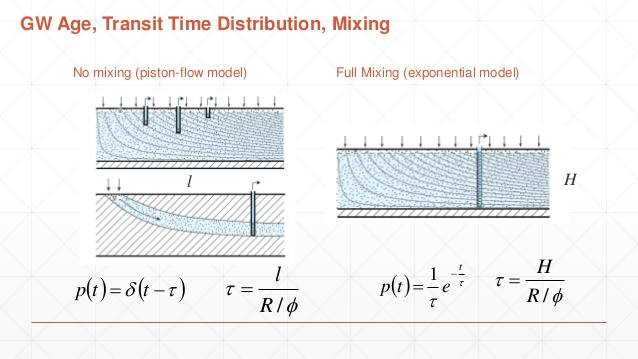 GW Age, Transit Time Distribution, Mixing
No mixing (piston-flow model)
Full Mixing (exponential model)
l
H
p(t) = δ(t − τ)
τ = l / R/ϕ
p(t) = 1/τ e^(−t/τ)
τ = H / R/ϕ